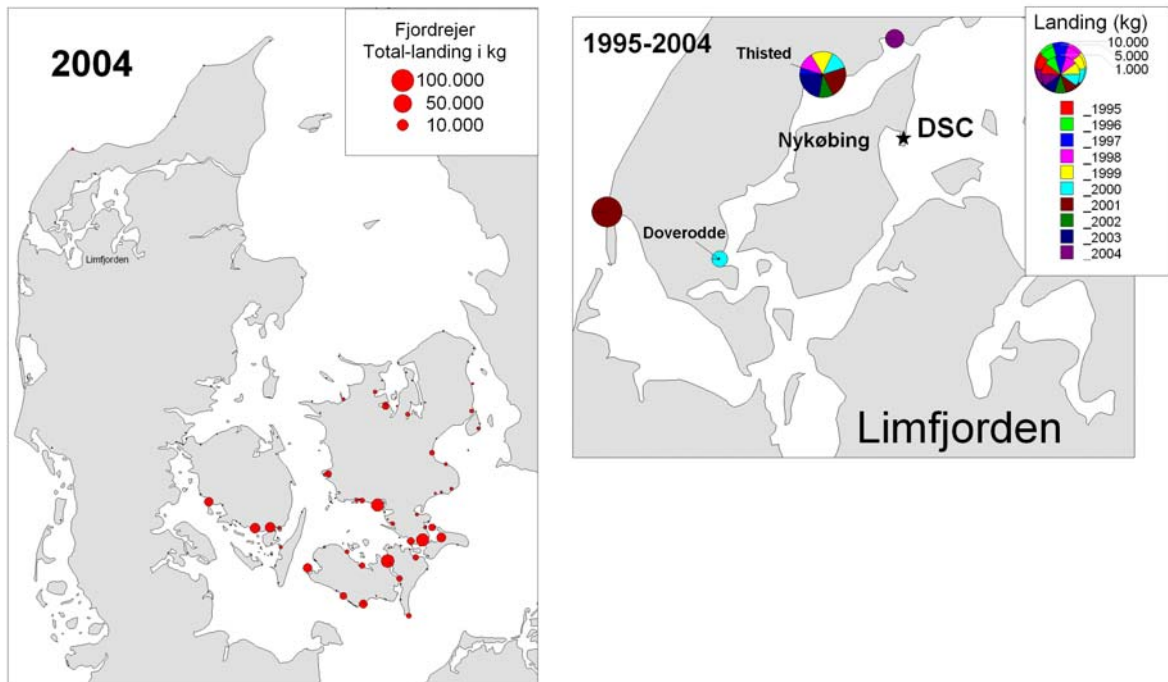 2004
Fjordrejer
Total-landing i kg
100.000
50.000
10.000
Limfjorden
1995-2004
Thisted
Nykøbing
DSC
Doverodde
Limfjorden
Landing (kg)
10.000
5.000
1.000
_1995
_1996
_1997
_1998
_1999
_2000
_2001
_2002
_2003
_2004